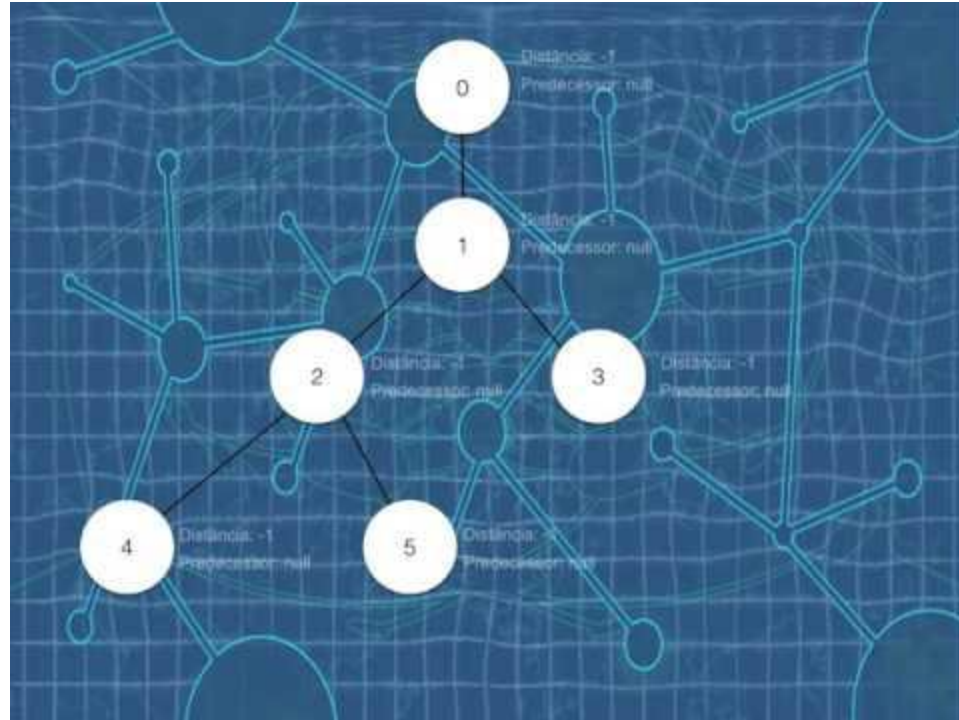 0
Distância: -1
Predecessor: null
1
Distância: -1
Predecessor: null
2
Distância: -1
Predecessor: null
3
Distância: -1
Predecessor: null
4
Distância: -1
Predecessor: null
5
Distância:
Predecessor: null